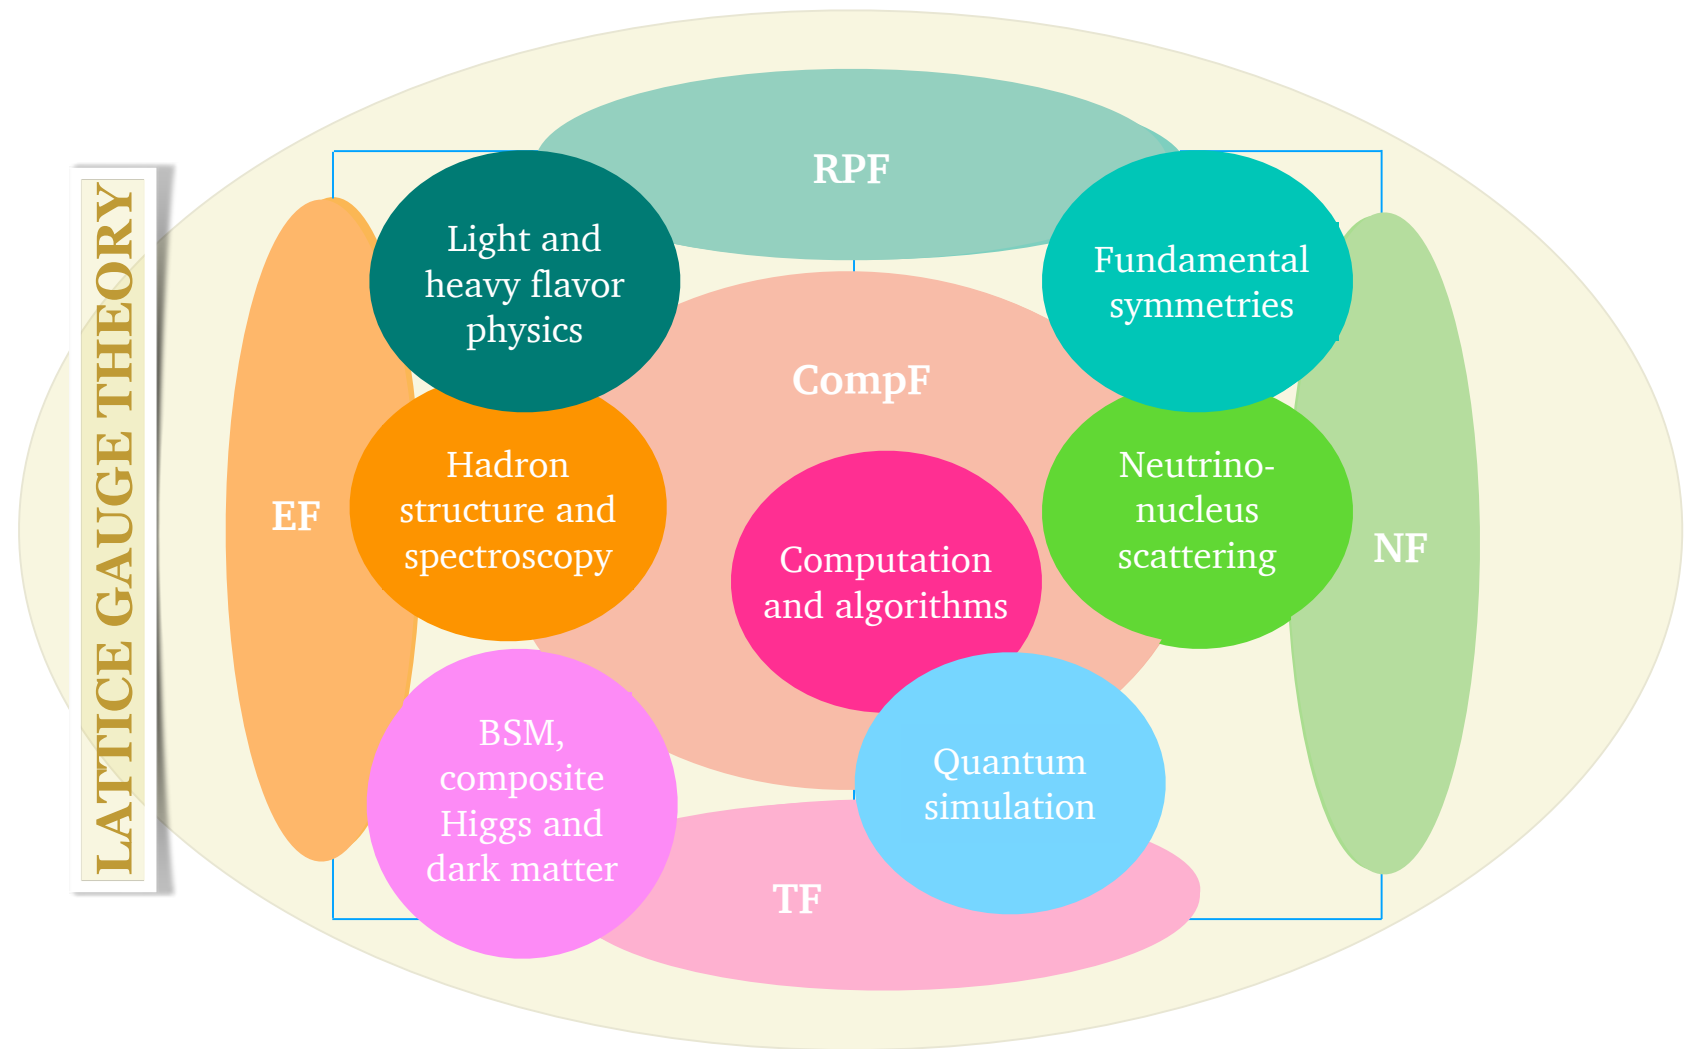 LATTICE GAUGE THEORY
RPF
Light and
heavy flavor
physics
Fundamental
symmetries
CompF
EF
Hadron
structure and
spectroscopy
Computation
and algorithms
Neutrino-
nucleus
scattering
NF
BSM,
composite
Higgs and
dark matter
Quantum
simulation
TF